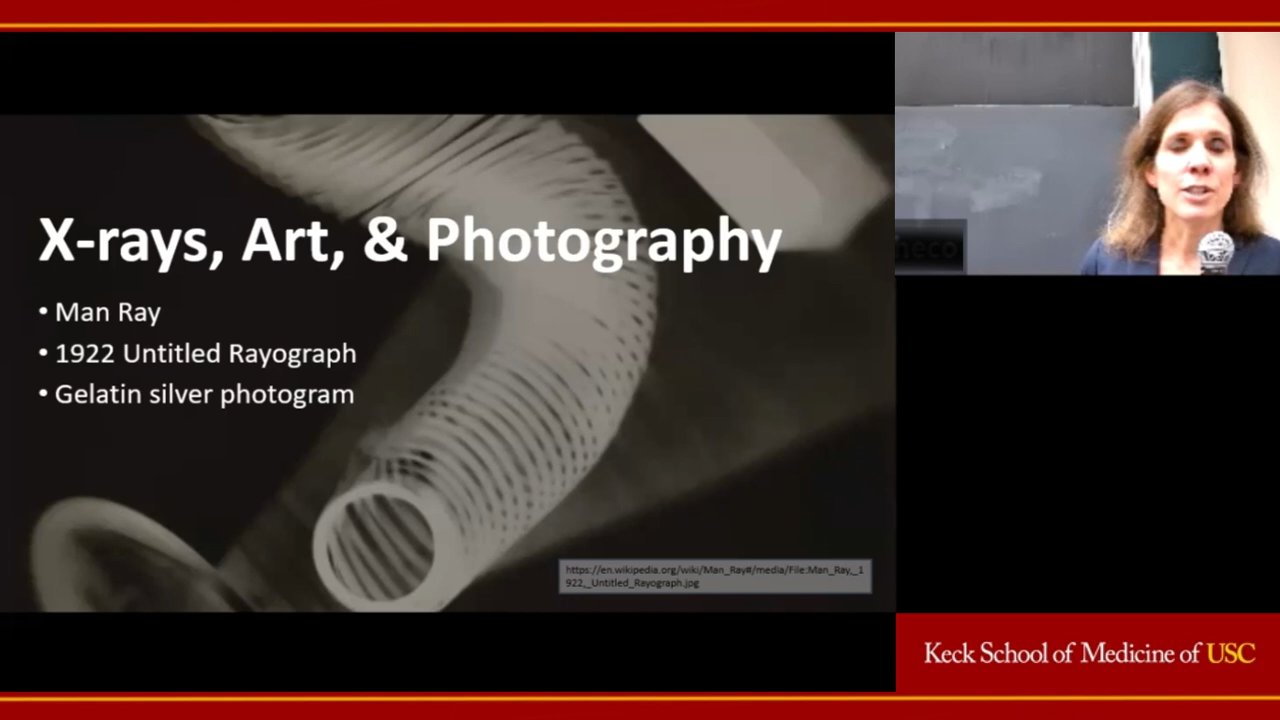 X-rays, Art, & Photography
• Man Ray
• 1922 Untitled Rayograph
• Gelatin silver photogram
https://en.wikipedia.org/wiki/Man_Ray#/media/File:Man_Ray,_1
922,_Untitled_Rayograph.jpg
Keck School of Medicine of USC